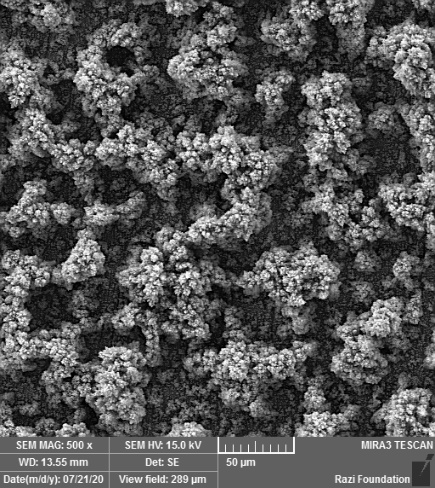 SEM MAG: 500 x
SEM HV: 15.0 kV
MIRA3 TESCAN
WD: 13.55 mm
Det: SE
50 µm
Date(m/d/y): 07/21/20
View field: 289 µm
Razi Foundation